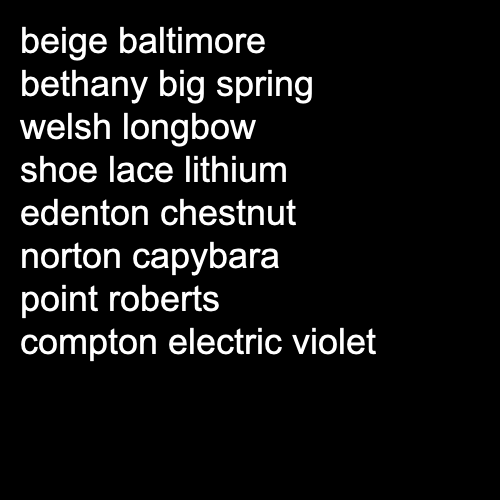 beige baltimore
bethany big spring
welsh longbow
shoe lace lithium
edenton chestnut
norton capybara
point roberts
compton electric violet